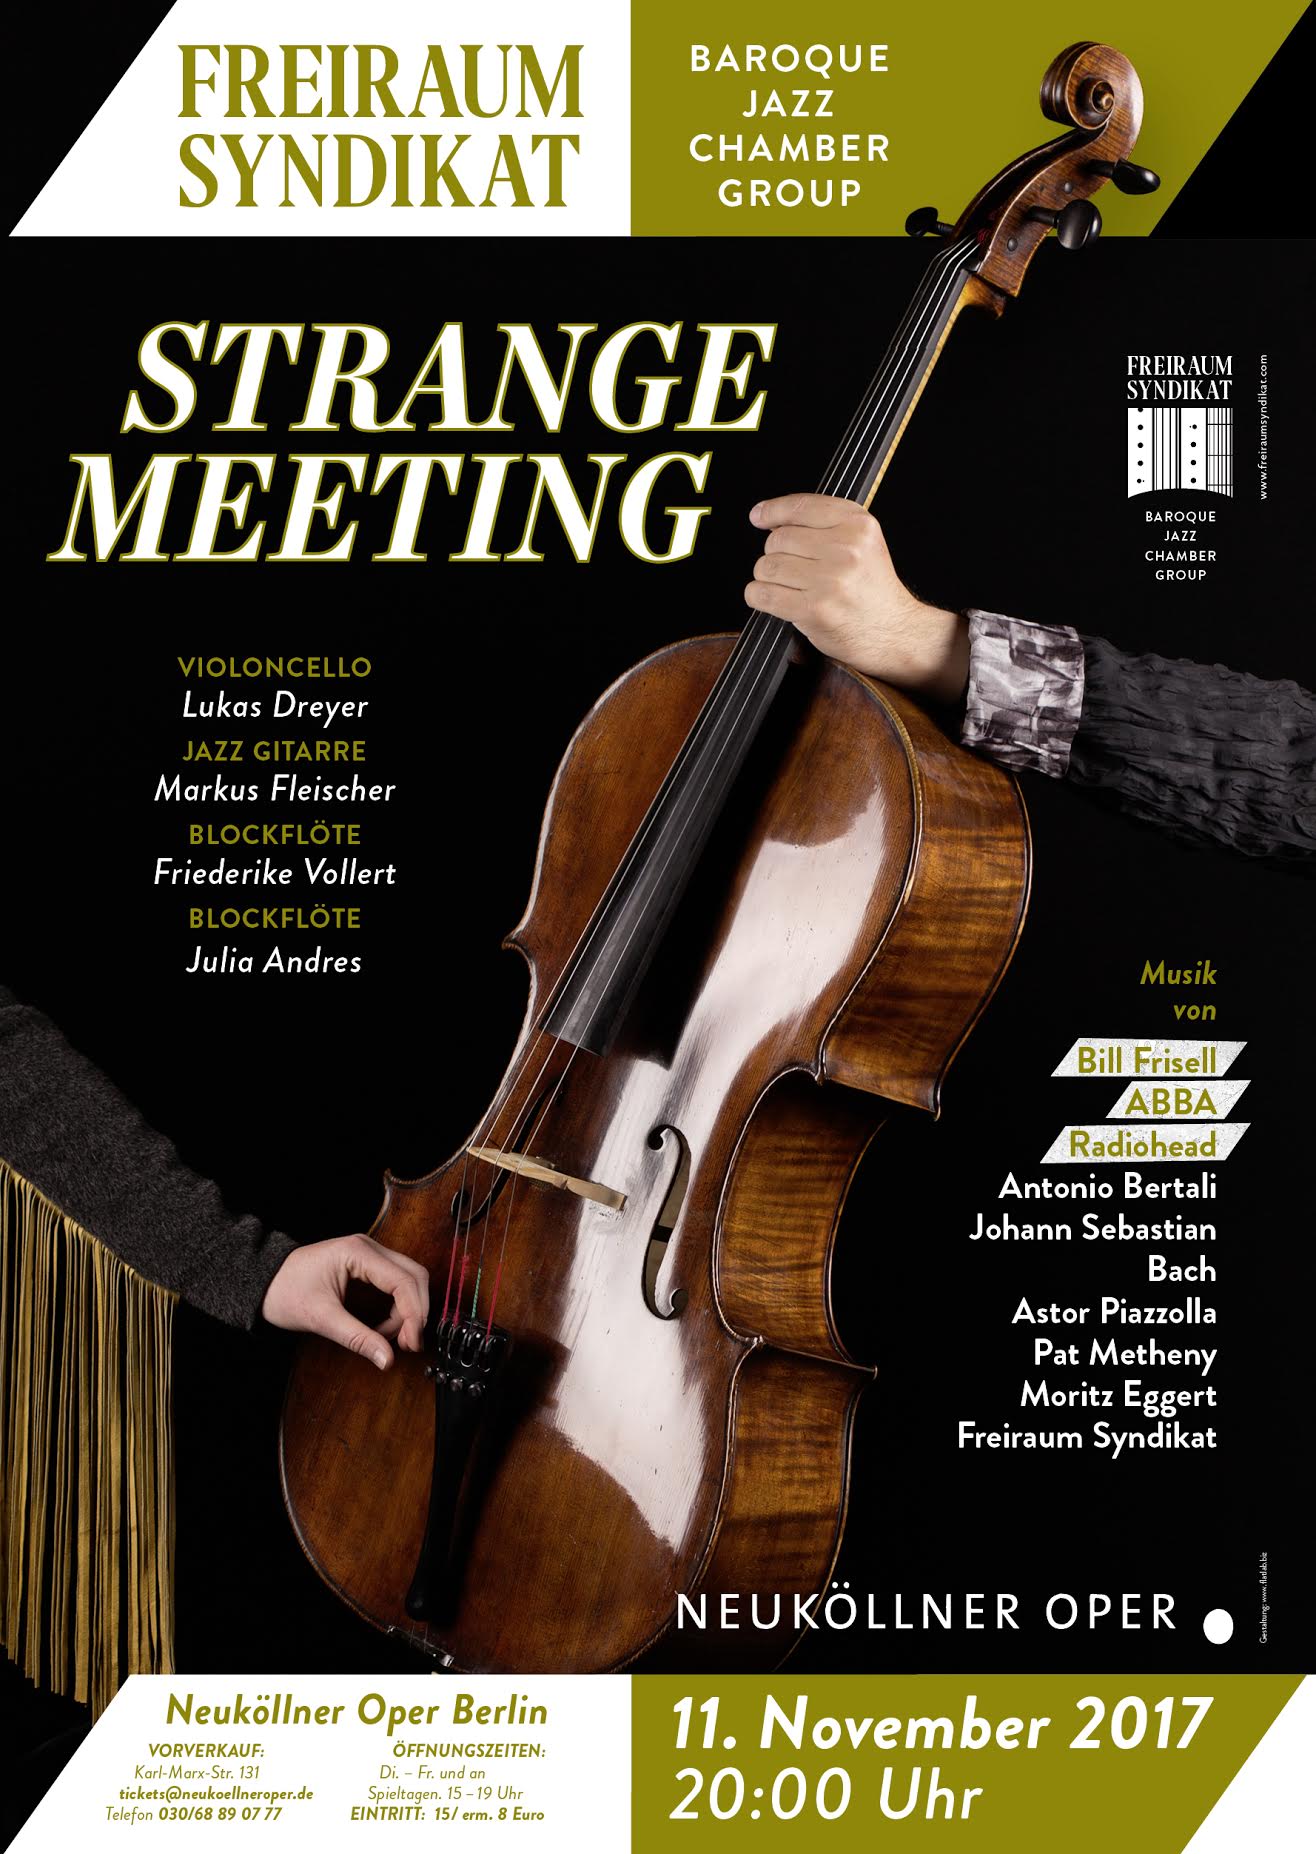 FREIRAUM
SYNDIKAT
BAROQUE
JAZZ
CHAMBER
GROUP
STRANGE
MEETING
FREIRAUM
SYNDIKAT
BAROQUE
JAZZ
CHAMBER
GROUP
www.freiraumsyndikat.com
VIOLONCELLO
Lukas Dreyer
JAZZ GITARRE
Markus Fleischer
BLOCKFLÖTE
Friederike Vollert
BLOCKFLÖTE
Julia Andres
Musik
von
Bill Frisell
ABBA
Radiohead
Antonio Bertali
Johann Sebastian
Bach
Astor Piazzolla
Pat Metheny
Moritz Eggert
Freiraum Syndikat
NEUKÖLLNER OPER
Gestaltung: www.flatlab.biz
Neuköllner Oper Berlin
VORVERKAUF:
Karl-Marx-Str. 131
tickets@neukoellneroper.de
Telefon 030/68 89 07 77
ÖFFNUNGSZEITEN:
Di. – Fr. und an
Spieltagen. 15 – 19 Uhr
EINTRITT: 15/ erm. 8 Euro
11. November 2017
20:00 Uhr